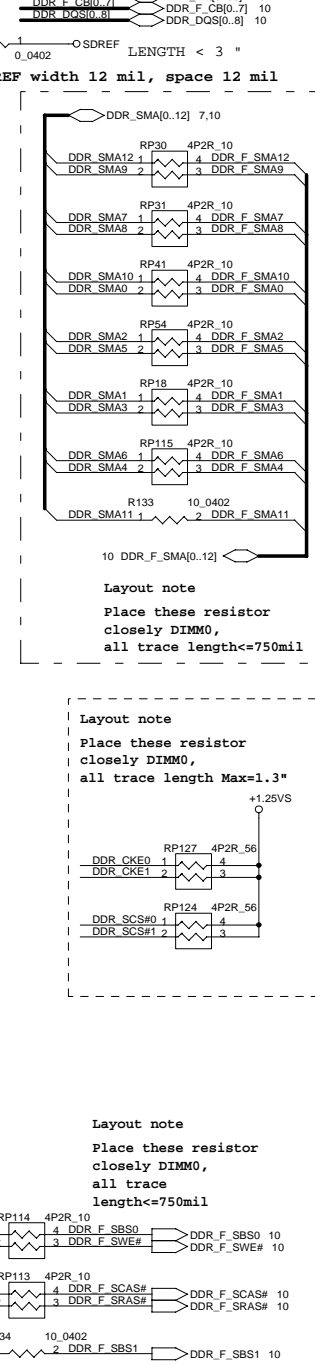 DDR_F_CB[0..7]
DDR_F_CB[0..7] 10
DDR_DQS[0..8]
DDR_DQS[0..8] 10
1
SDREF
0_0402
LENGTH < 3 "
REF width 12 mil, space 12 mil
DDR_SMA[0..12] 7,10
RP30 4P2R_10
DDR_SMA12 1 4 DDR_F_SMA12
DDR_SMA9 2 3 DDR_F_SMA9
RP31 4P2R_10
DDR_SMA7 1 4 DDR_F_SMA7
DDR_SMA8 2 3 DDR_F_SMA8
RP41 4P2R_10
DDR_SMA10 1 4 DDR_F_SMA10
DDR_SMA0 2 3 DDR_F_SMA0
RP54 4P2R_10
DDR_SMA2 1 4 DDR_F_SMA2
DDR_SMA5 2 3 DDR_F_SMA5
RP18 4P2R_10
DDR_SMA1 1 4 DDR_F_SMA1
DDR_SMA3 2 3 DDR_F_SMA3
RP115 4P2R_10
DDR_SMA6 1 4 DDR_F_SMA6
DDR_SMA4 2 3 DDR_F_SMA4
R133 10_0402
DDR_SMA11 1 2 DDR_F_SMA11
10 DDR_F_SMA[0..12]
Layout note
Place these resistor
closely DIMM0,
all trace length<=750mil
Layout note
Place these resistor
closely DIMM0,
all trace length Max=1.3"
+1.25VS
RP127 4P2R_56
DDR_CKE0 1 4
DDR_CKE1 2 3
RP124 4P2R_56
DDR_SCS#0 1 4
DDR_SCS#1 2 3
Layout note
Place these resistor
closely DIMM0,
all trace
length<=750mil
RP114 4P2R_10
4 DDR_F_SBS0 DDR_F_SBS0 10
3 DDR_F_SWE# DDR_F_SWE# 10
RP113 4P2R_10
4 DDR_F_SCAS# DDR_F_SCAS# 10
3 DDR_F_SRAS# DDR_F_SRAS# 10
34 10_0402
2 DDR_F_SBS1 DDR_F_SBS1 10